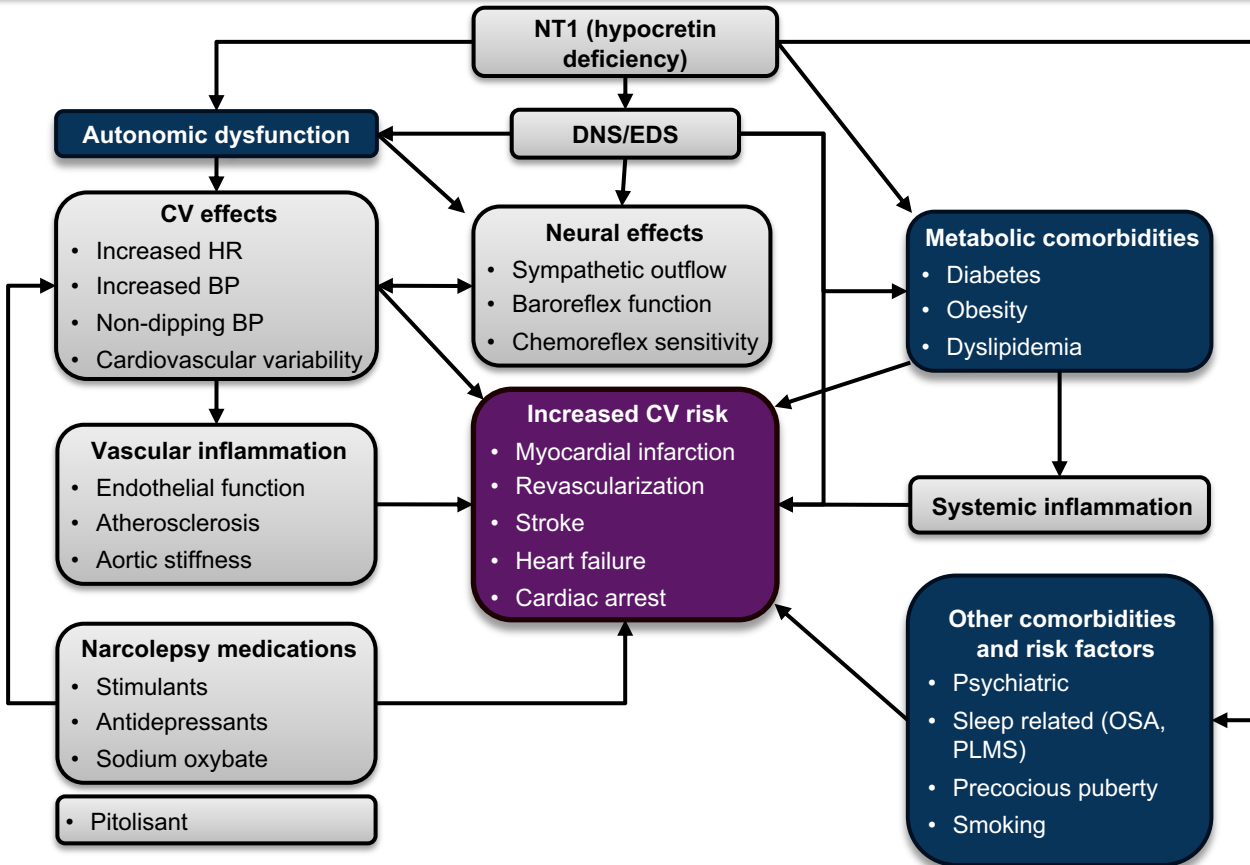 NT1 (hypocretin
deficiency)
Autonomic dysfunction
DNS/EDS
CV effects
• Increased HR
• Increased BP
• Non-dipping BP
• Cardiovascular variability
Neural effects
• Sympathetic outflow
• Baroreflex function
• Chemoreflex sensitivity
Metabolic comorbidities
• Diabetes
• Obesity
• Dyslipidemia
Vascular inflammation
• Endothelial function
• Atherosclerosis
• Aortic stiffness
Increased CV risk
• Myocardial infarction
• Revascularization
• Stroke
• Heart failure
• Cardiac arrest
Systemic inflammation
Narcolepsy medications
• Stimulants
• Antidepressants
• Sodium oxybate
• Pitolisant
Other comorbidities
and risk factors
• Psychiatric
• Sleep related (OSA,
PLMS)
• Precocious puberty
• Smoking